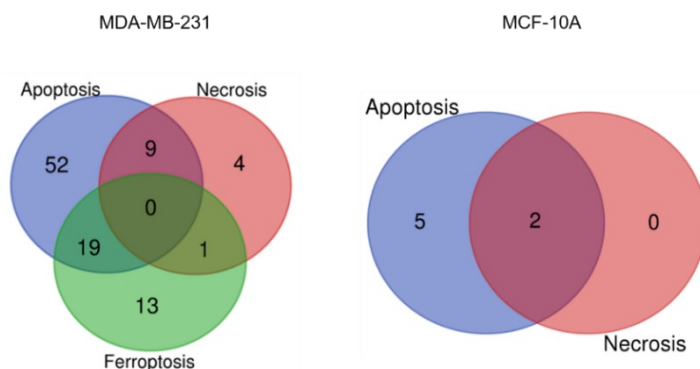 MDA-MB-231
MCF-10A
Apoptosis
Necrosis
52
9
4
0
19
1
13
Ferroptosis
Apoptosis
5
2
0
Necrosis